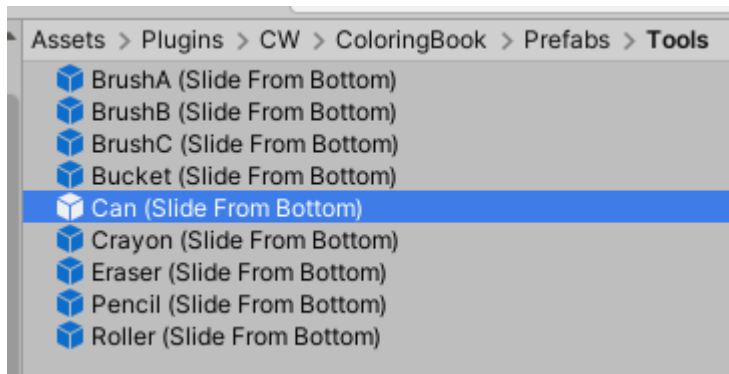 Assets > Plugins > CW > ColoringBook > Prefabs > Tools
BrushA (Slide From Bottom)
BrushB (Slide From Bottom)
BrushC (Slide From Bottom)
Bucket (Slide From Bottom)
Can (Slide From Bottom)
Crayon (Slide From Bottom)
Eraser (Slide From Bottom)
Pencil (Slide From Bottom)
Roller (Slide From Bottom)